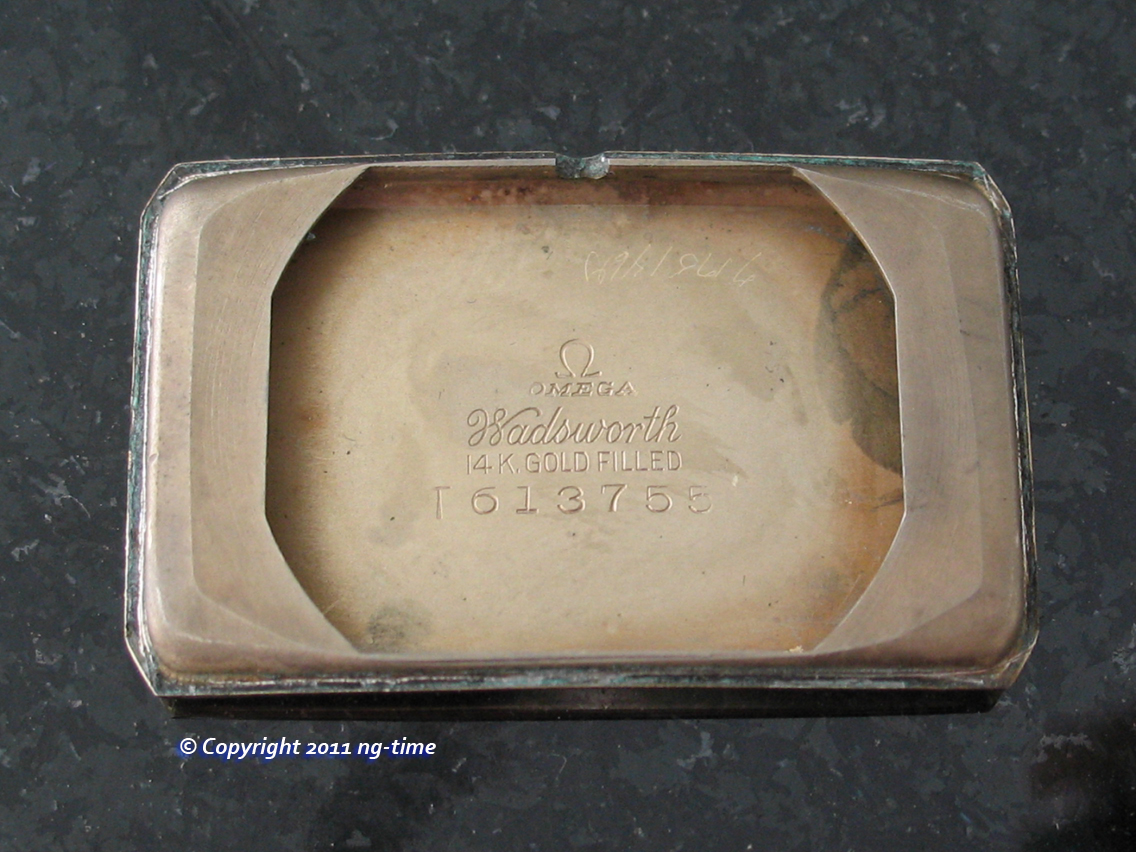 Ω
OMEGA
Wadsworth
14 K. GOLD FILLED
T613755
© Copyright 2011 ng-time